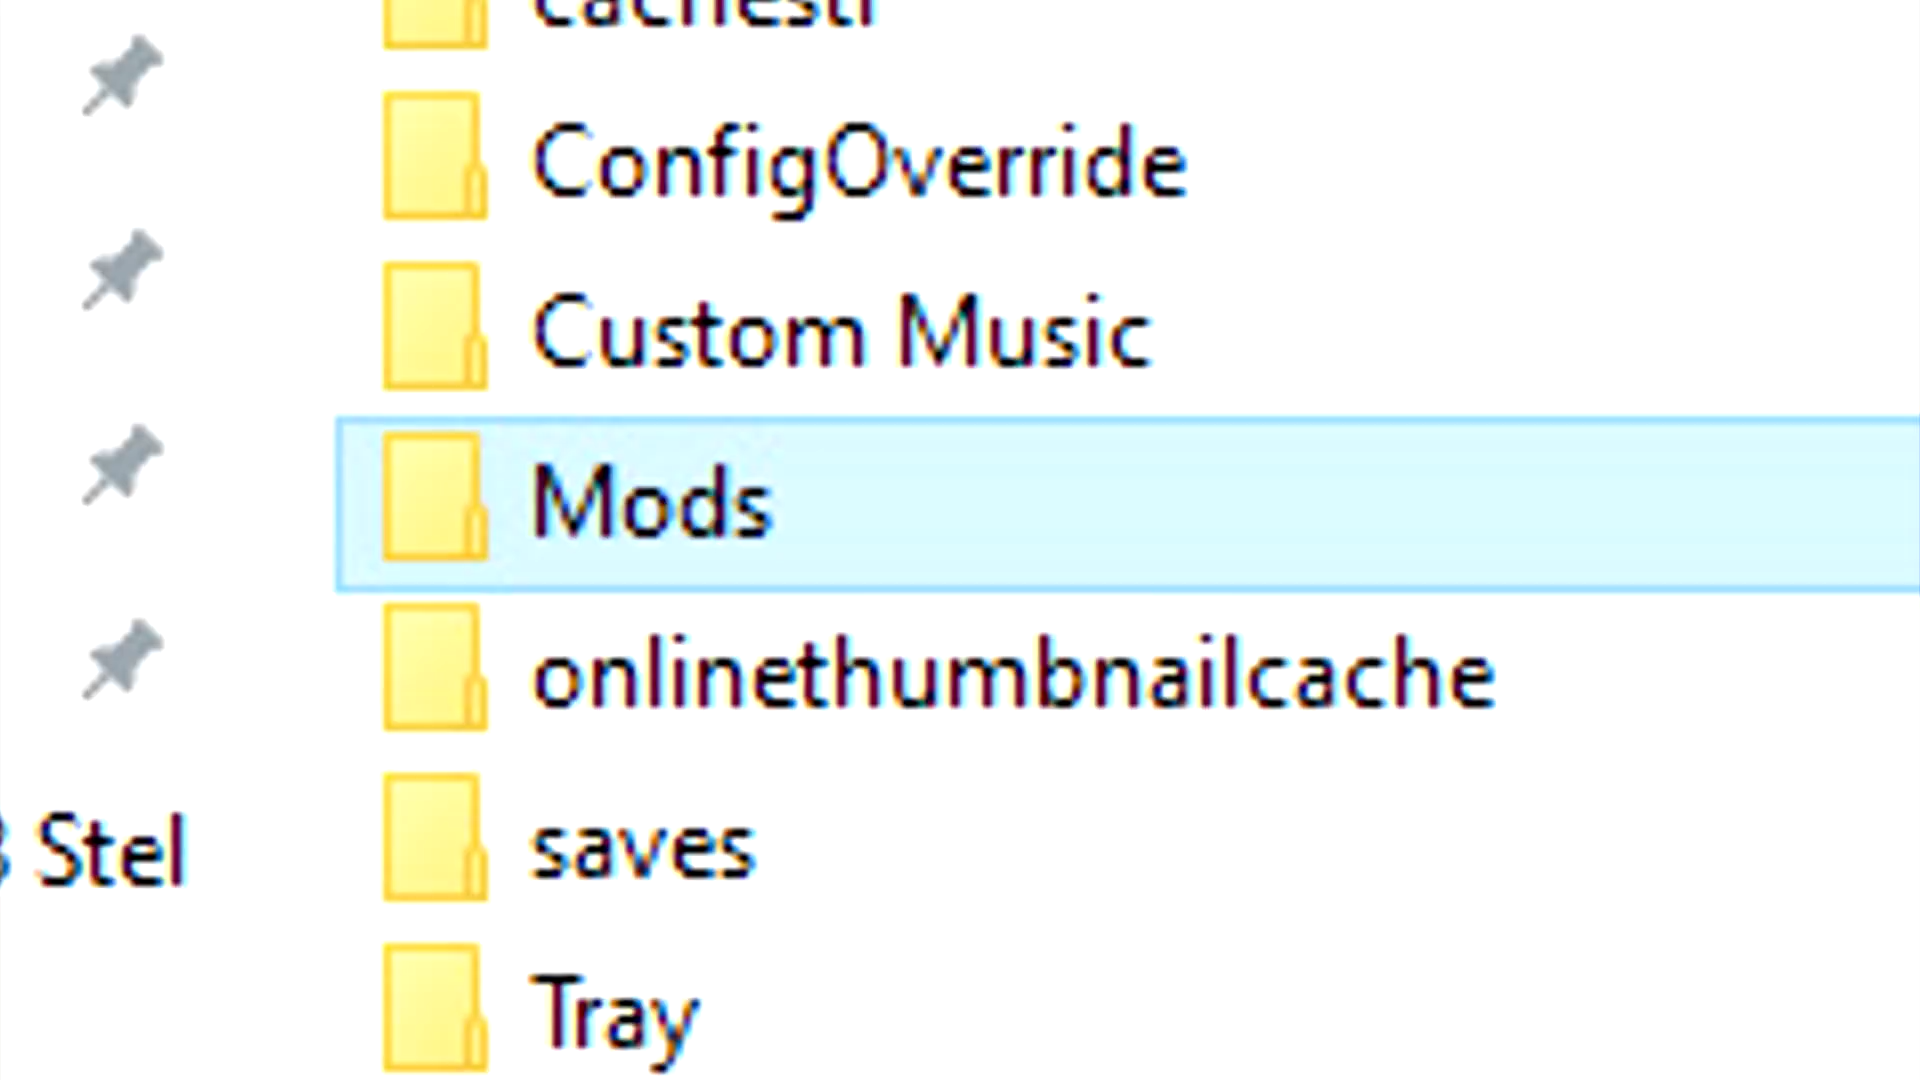 ConfigOverride
Custom Music
Mods
onlinethumbnailcache
saves
Stel
Tray